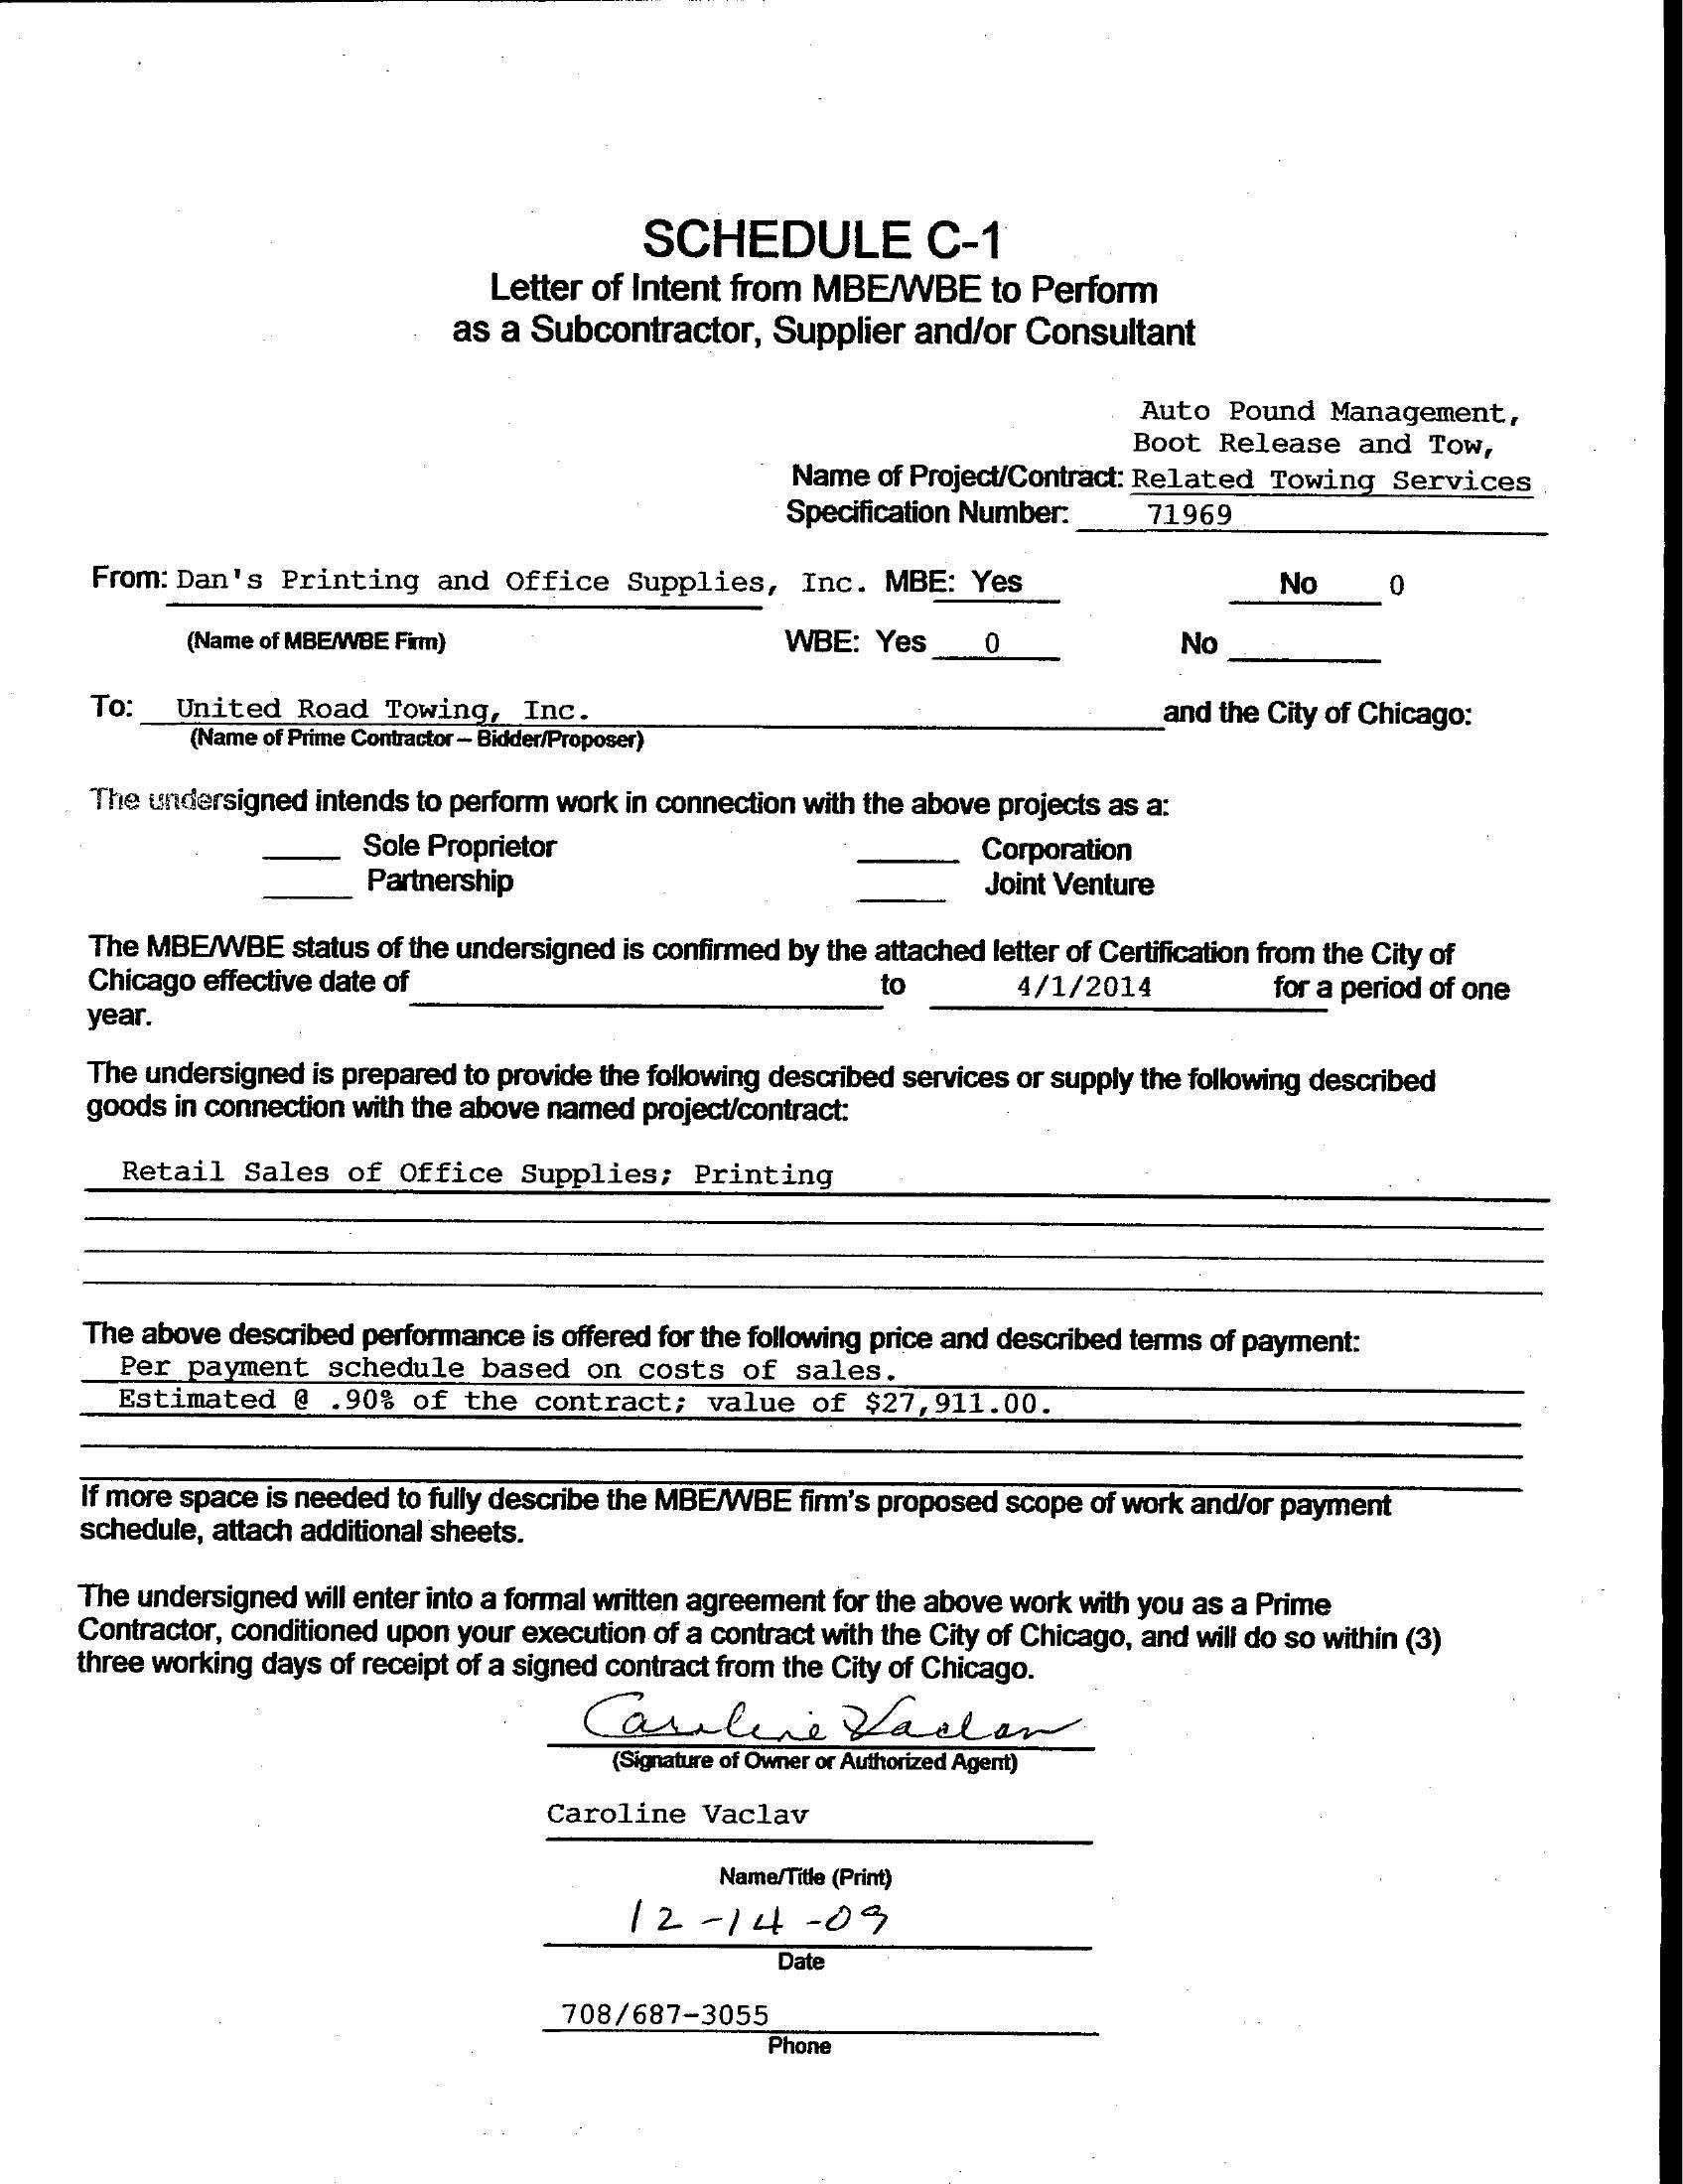 SCHEDULE C-1
Letter of Intent from MBE/WBE to Perform
as a Subcontractor, Supplier and/or Consultant
Auto Pound Management,
Boot Release and Tow,
Name of Project/Contract: Related Towing Services
Specification Number: 71969
From: Dan's Printing and Office Supplies, Inc. MBE: Yes No 0
(Name of MBE/WBE Firm) WBE: Yes 0 No
To: United Road Towing, Inc. and the City of Chicago:
(Name of Prime Contractor – Bidder/Proposer)
The undersigned intends to perform work in connection with the above projects as a:
Sole Proprietor Corporation
Partnership Joint Venture
The MBE/WBE status of the undersigned is confirmed by the attached letter of Certification from the City of
Chicago effective date of to 4/1/2014 for a period of one
year.
The undersigned is prepared to provide the following described services or supply the following described
goods in connection with the above named project/contract:
Retail Sales of Office Supplies; Printing
The above described performance is offered for the following price and described terms of payment:
Per payment schedule based on costs of sales.
Estimated @ .90% of the contract; value of $27,911.00.
If more space is needed to fully describe the MBE/WBE firm's proposed scope of work and/or payment
schedule, attach additional sheets.
The undersigned will enter into a formal written agreement for the above work with you as a Prime
Contractor, conditioned upon your execution of a contract with the City of Chicago, and will do so within (3)
three working days of receipt of a signed contract from the City of Chicago.
Caroline Vaclav
(Signature of Owner or Authorized Agent)
Caroline Vaclav
Name/Title (Print)
12-14-09
Date
708/687-3055
Phone